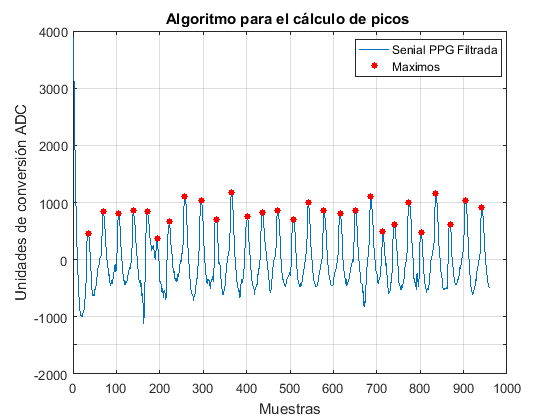 Algoritmo para el cálculo de picos
Senial PPG Filtrada
Maximos
Unidades de conversión ADC
4000
3000
2000
1000
0
-1000
-2000
0 100 200 300 400 500 600 700 800 900 1000
Muestras